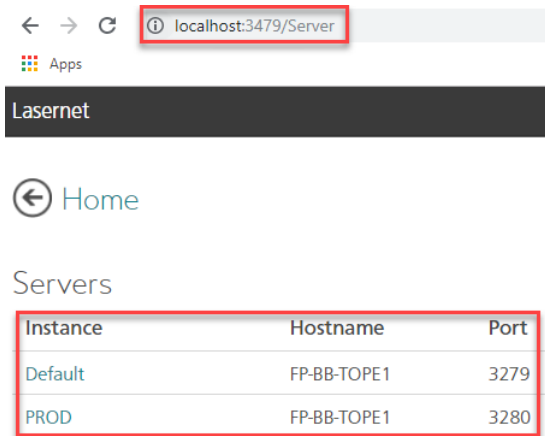 localhost:3479/Server
Apps
Lasernet
Home
Servers
Instance Hostname Port
Default FP-BB-TOPE1 3279
PROD FP-BB-TOPE1 3280